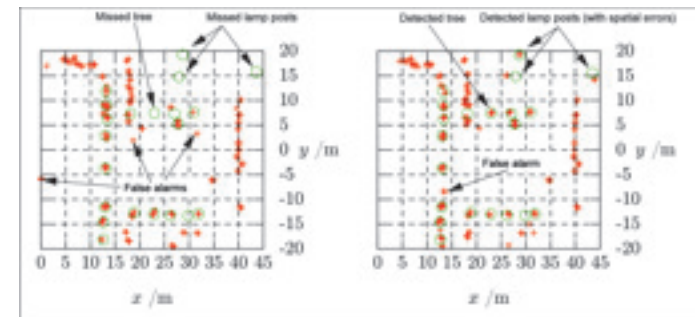 Missed tree
Missed lamp posts
20
15
10
5
0
-5
-10
-15
-20
y /m
False alarms
0 5 10 15 20 25 30 35 40 45
x /m
Detected tree
Detected lamp posts (with spatial errors)
20
15
10
5
0
-5
-10
-15
-20
y /m
False alarm
0 5 10 15 20 25 30 35 40 45
x /m